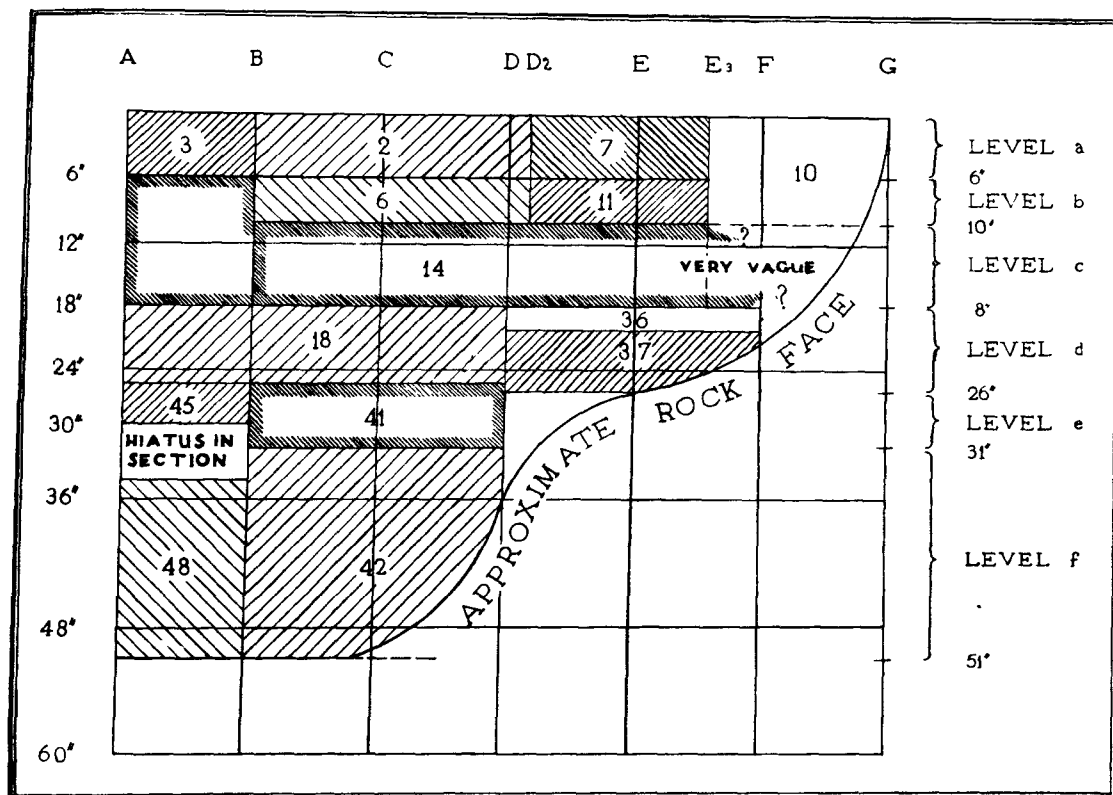 A B C D D2 E E3 F G
3 2 7 10 LEVEL a
6" 6"
6 11 LEVEL b
10"
12" ?
14 VERY VAGUE LEVEL c
?
18" 8"
36
18 37 LEVEL d
24"
26"
45 41 LEVEL e
30"
HIATUS IN
SECTION
31"
36"
APPROXIMATE ROCK FACE
48 42 LEVEL f
48"
51"
60"